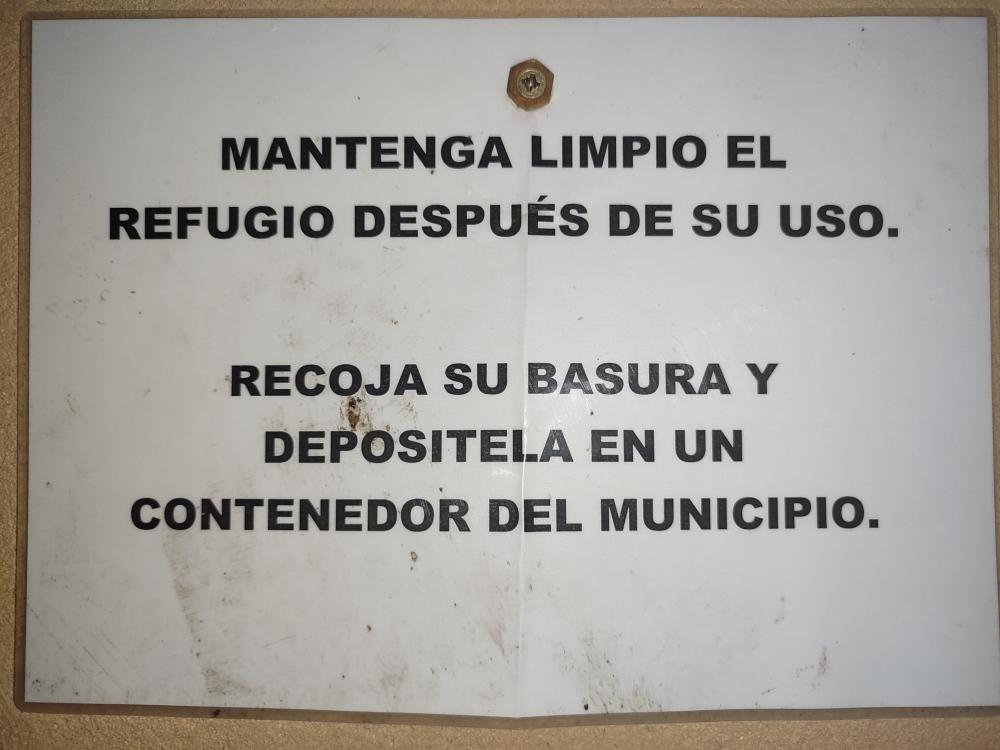 MANTENGA LIMPIO EL
REFUGIO DESPUÉS DE SU USO.
RECOJA SU BASURA Y
DEPOSITELA EN UN
CONTENEDOR DEL MUNICIPIO.